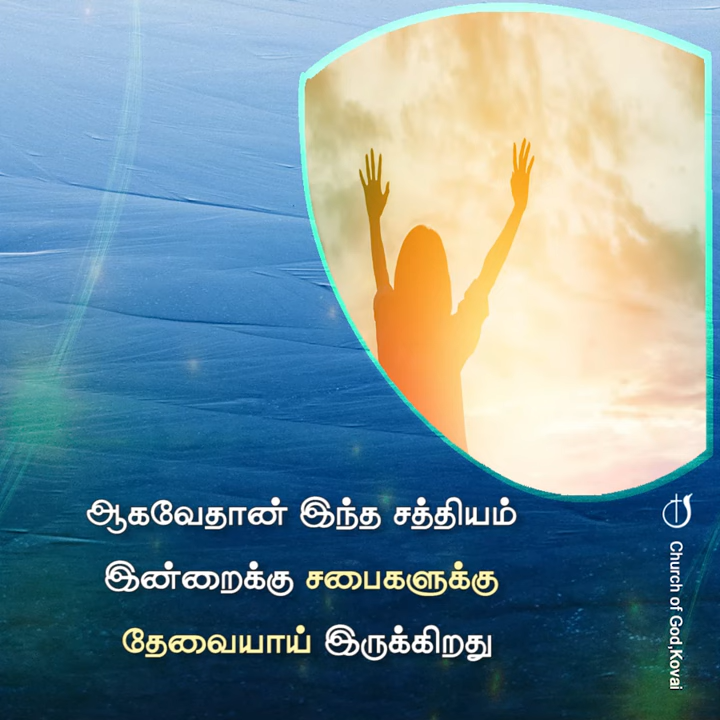 ஆகவேதான் இந்த சத்தியம்
இன்றைக்கு சபைகளுக்கு
தேவையாய் இருக்கிறது
Church of God,Kovai